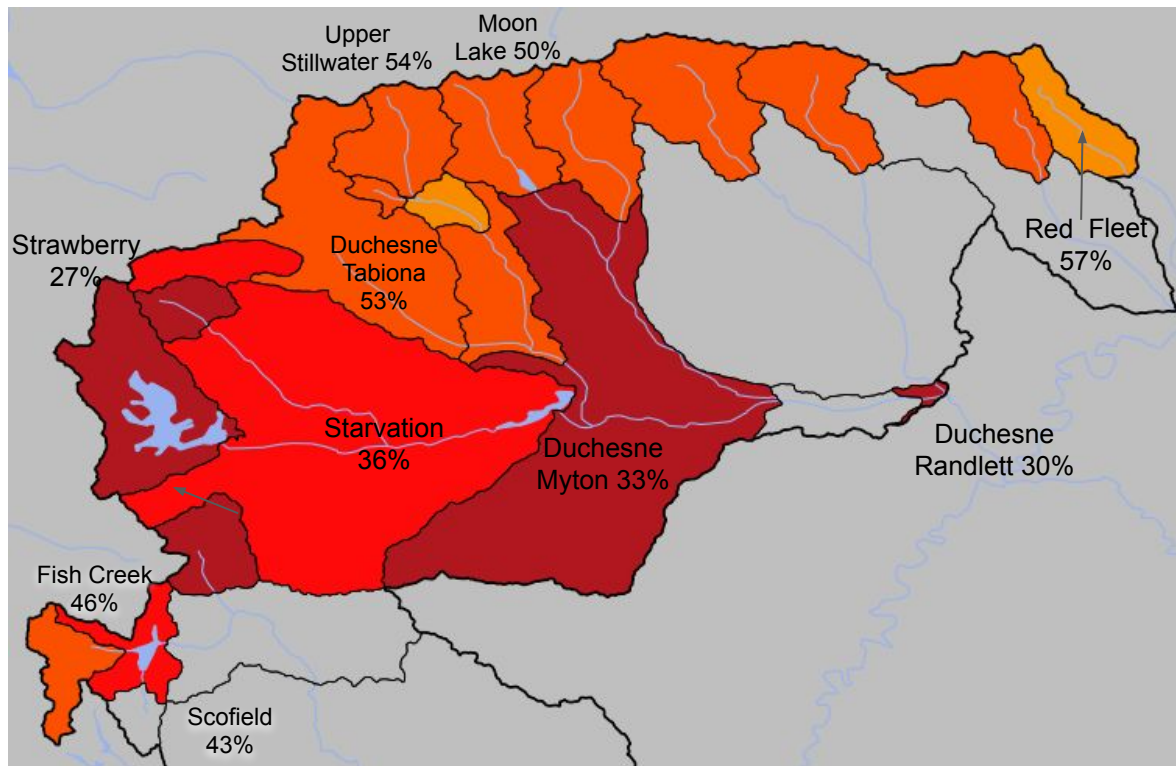 Upper
Stillwater 54%
Moon
Lake 50%
Strawberry
27%
Duchesne
Tabiona
53%
Red Fleet
57%
Starvation
36%
Duchesne
Myton 33%
Duchesne
Randlett 30%
Fish Creek
46%
Scofield
43%